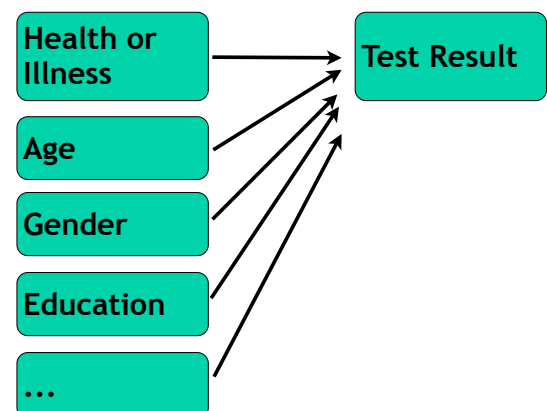 Health or
Illness
Test Result
Age
Gender
Education
...